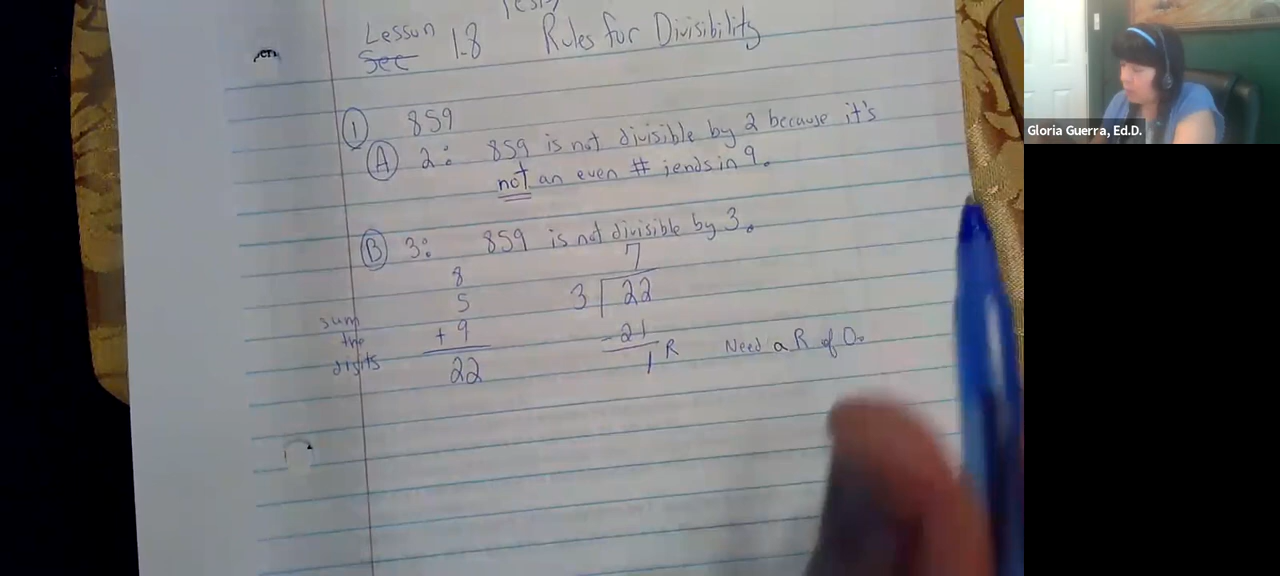 Tests
Lesson
See 1.8 Rules for Divisibility
① 859
Ⓐ 2: 859 is not divisible by 2 because it's
not an even # ; ends in 9.
Ⓑ 3: 859 is not divisible by 3.
8
5
+ 9
22
sum
the
digits
7
3 22
- 21
1 R Need a R of 0.
Gloria Guerra, Ed.D.